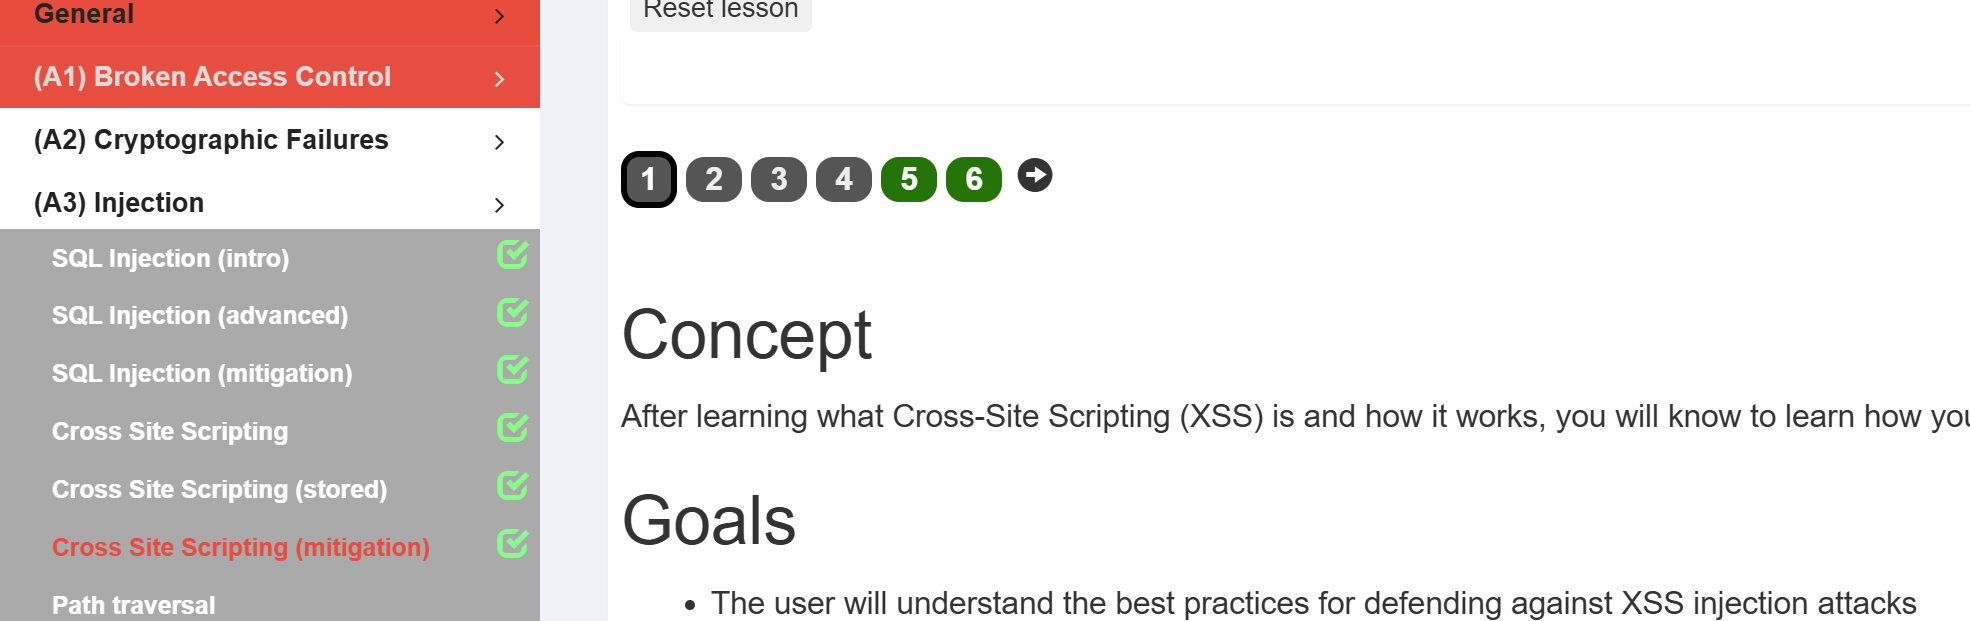 General
(A1) Broken Access Control
(A2) Cryptographic Failures
(A3) Injection
SQL Injection (intro)
SQL Injection (advanced)
SQL Injection (mitigation)
Cross Site Scripting
Cross Site Scripting (stored)
Cross Site Scripting (mitigation)
Path traversal
Reset lesson
1 2 3 4 5 6
Concept
After learning what Cross-Site Scripting (XSS) is and how it works, you will know to learn how you
Goals
• The user will understand the best practices for defending against XSS injection attacks